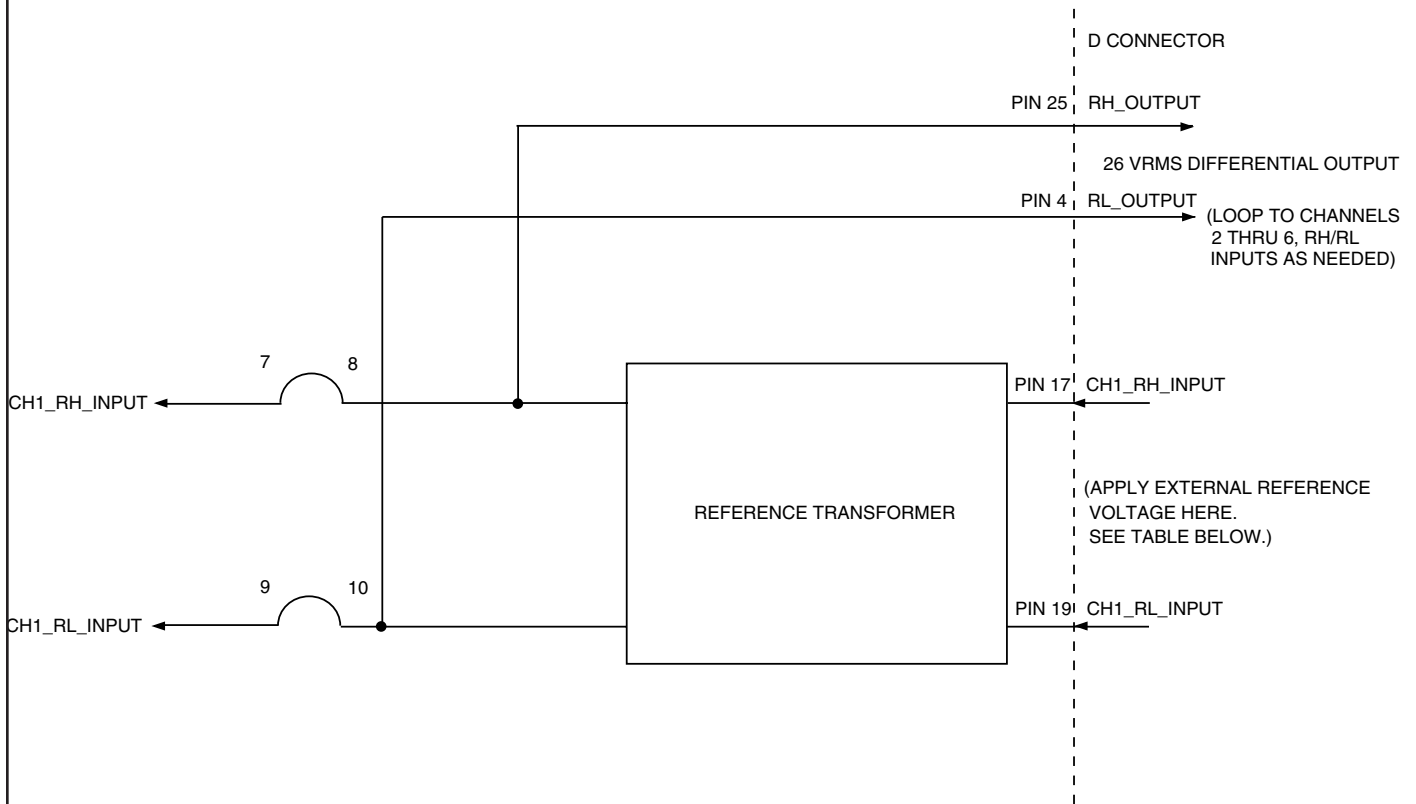 D CONNECTOR
PIN 25 RH_OUTPUT
26 VRMS DIFFERENTIAL OUTPUT
PIN 4 RL_OUTPUT
(LOOP TO CHANNELS
2 THRU 6, RH/RL
INPUTS AS NEEDED)
7 8
CH1_RH_INPUT
PIN 17 CH1_RH_INPUT
REFERENCE TRANSFORMER
(APPLY EXTERNAL REFERENCE
VOLTAGE HERE.
SEE TABLE BELOW.)
9 10
CH1_RL_INPUT
PIN 19 CH1_RL_INPUT